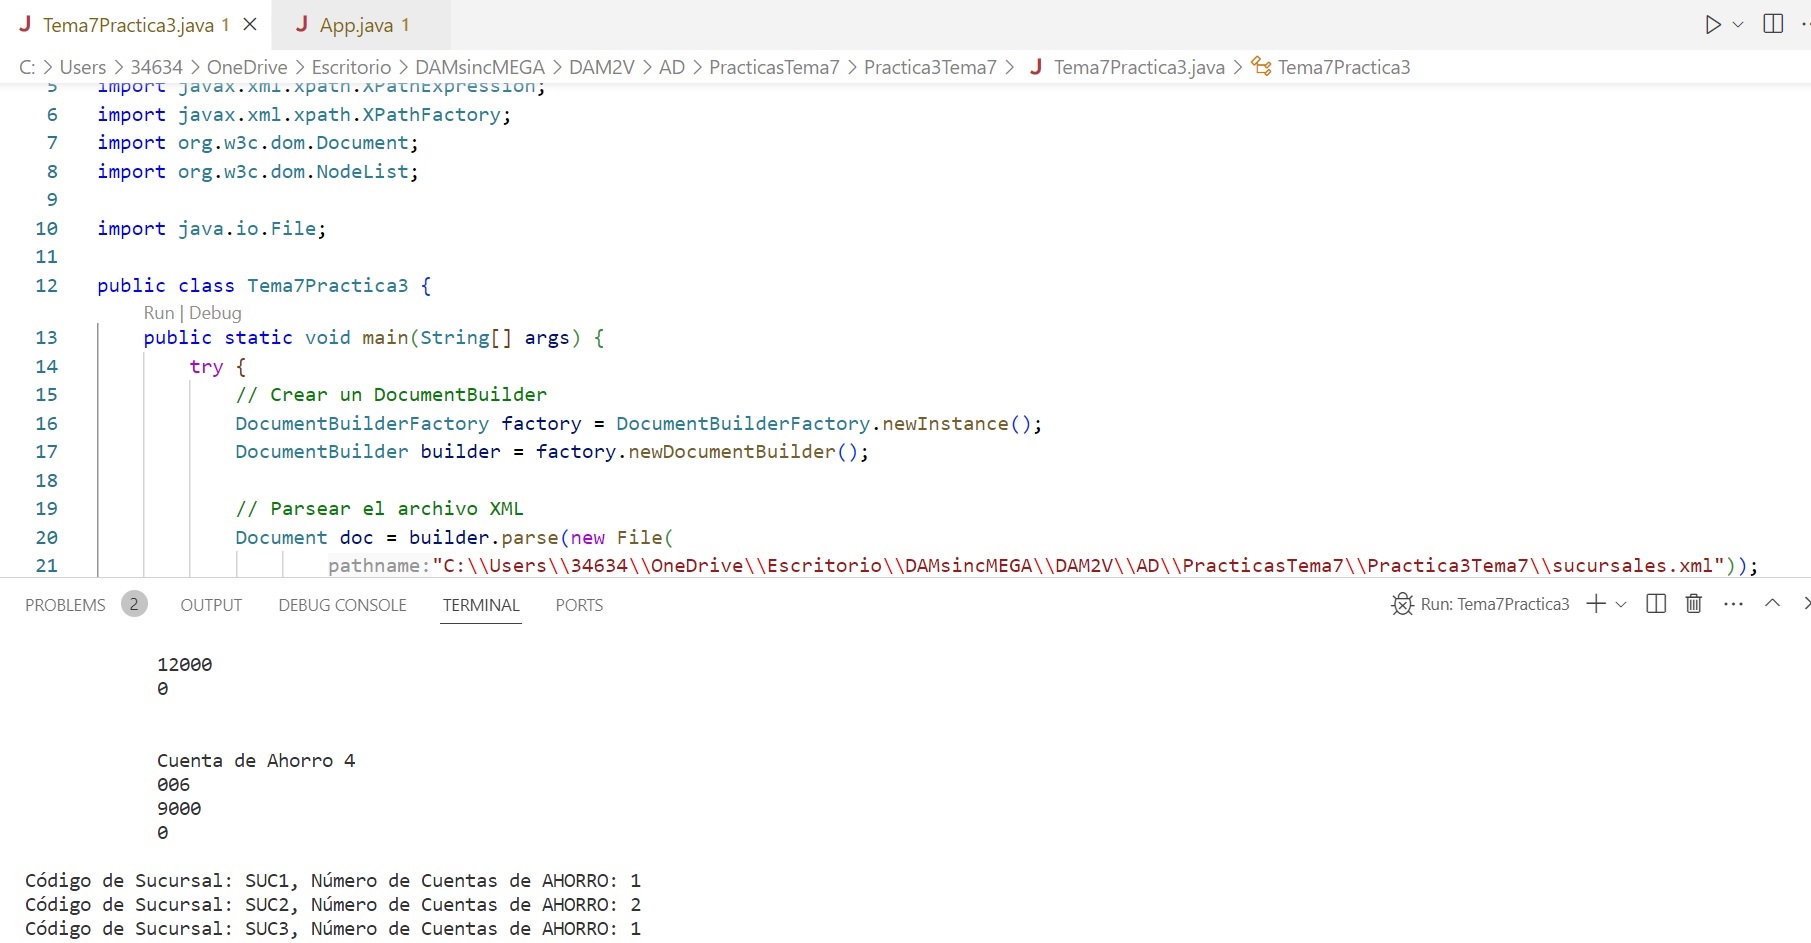 Tema7Practica3.java 1
App.java 1
C: > Users > 34634 > OneDrive > Escritorio > DAMsincMEGA > DAM2V > AD > PracticasTema7 > Practica3Tema7 > Tema7Practica3.java > Tema7Practica3
5 import javax.xml.xpath.XPathExpression;
6 import javax.xml.xpath.XPathFactory;
7 import org.w3c.dom.Document;
8 import org.w3c.dom.NodeList;
9
10 import java.io.File;
11
12 public class Tema7Practica3 {
Run | Debug
13 public static void main(String[] args) {
14 try {
15 // Crear un DocumentBuilder
16 DocumentBuilderFactory factory = DocumentBuilderFactory.newInstance();
17 DocumentBuilder builder = factory.newDocumentBuilder();
18
19 // Parsear el archivo XML
20 Document doc = builder.parse(new File(
21 pathname:"C:\\Users\\34634\\OneDrive\\Escritorio\\DAMsincMEGA\\DAM2V\\AD\\PracticasTema7\\Practica3Tema7\\sucursales.xml"));
PROBLEMS 2 OUTPUT DEBUG CONSOLE TERMINAL PORTS
Run: Tema7Practica3
12000
0
Cuenta de Ahorro 4
006
9000
0
Código de Sucursal: SUC1, Número de Cuentas de AHORRO: 1
Código de Sucursal: SUC2, Número de Cuentas de AHORRO: 2
Código de Sucursal: SUC3, Número de Cuentas de AHORRO: 1